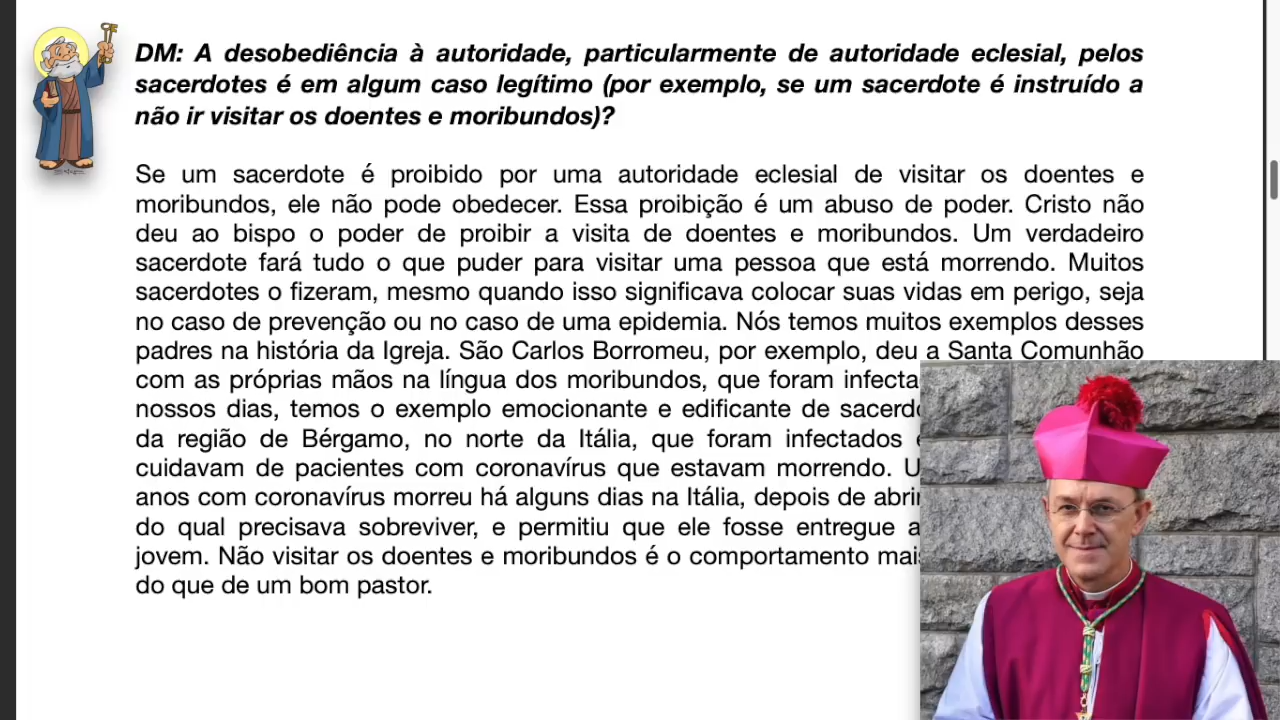 DM: A desobediência à autoridade, particularmente de autoridade eclesial, pelos
sacerdotes é em algum caso legítimo (por exemplo, se um sacerdote é instruído a
não ir visitar os doentes e moribundos)?
Se um sacerdote é proibido por uma autoridade eclesial de visitar os doentes e
moribundos, ele não pode obedecer. Essa proibição é um abuso de poder. Cristo não
deu ao bispo o poder de proibir a visita de doentes e moribundos. Um verdadeiro
sacerdote fará tudo o que puder para visitar uma pessoa que está morrendo. Muitos
sacerdotes o fizeram, mesmo quando isso significava colocar suas vidas em perigo, seja
no caso de prevenção ou no caso de uma epidemia. Nós temos muitos exemplos desses
padres na história da Igreja. São Carlos Borromeu, por exemplo, deu a Santa Comunhão
com as próprias mãos na língua dos moribundos, que foram
nossos dias, temos o exemplo emocionante e edificante de
da região de Bérgamo, no norte da Itália, que foram infectados
cuidavam de pacientes com coronavírus que estavam morrendo.
anos com coronavírus morreu há alguns dias na Itália, depois de
do qual precisava sobreviver, e permitiu que ele fosse entregue
jovem. Não visitar os doentes e moribundos é o comportamento
do que de um bom pastor.